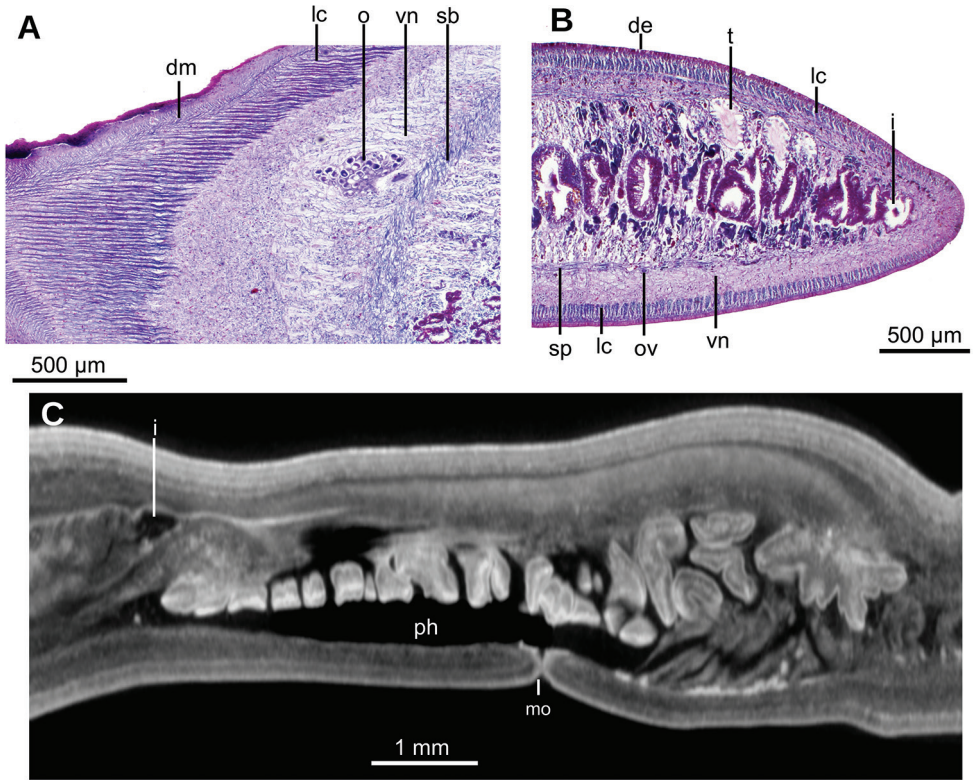 A
lc o vn sb
dm
500 µm
B
de t lc i
sp lc ov vn
500 µm
C
i
ph
mo
1 mm